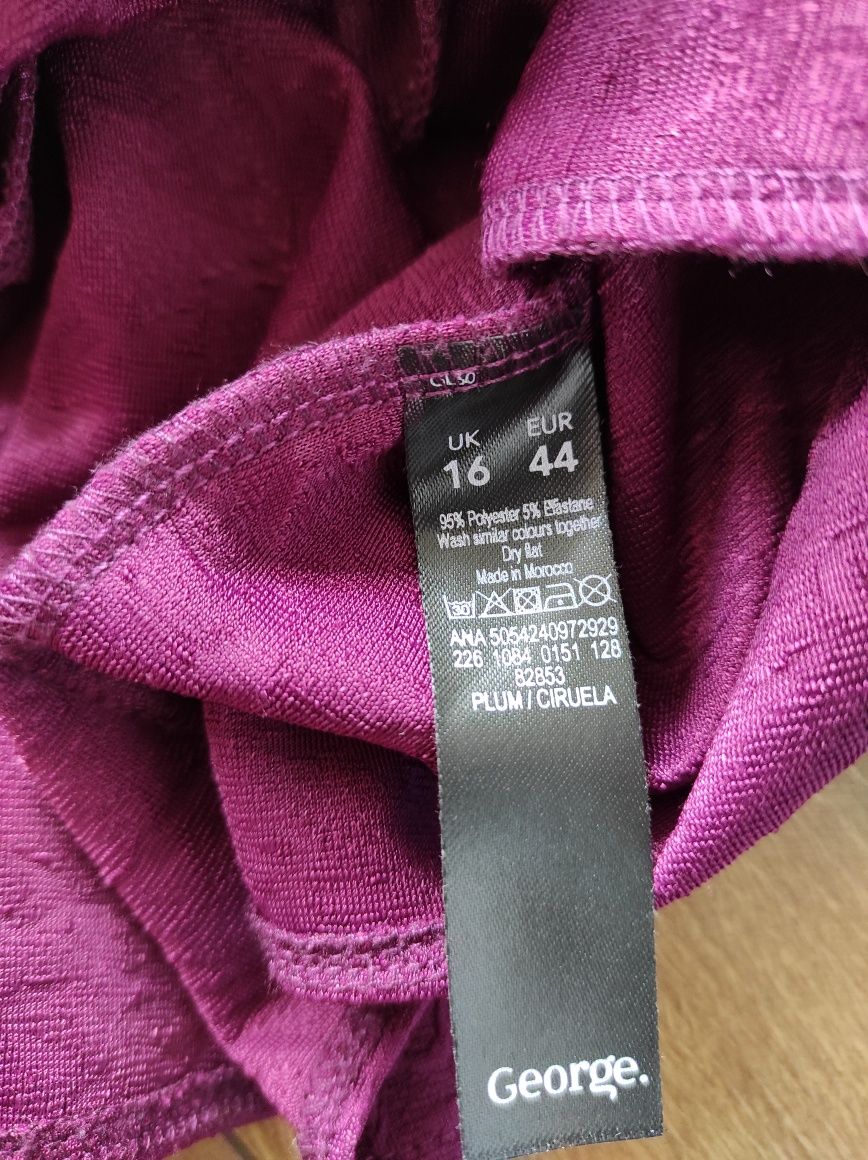 UK EUR
16 44
95% Polyester 5% Elastane
Wash similar colours together
Dry flat
Made in Morocco
30
ANA 5054240972929
226 1084 0151 128
82853
PLUM / CIRUELA
George.